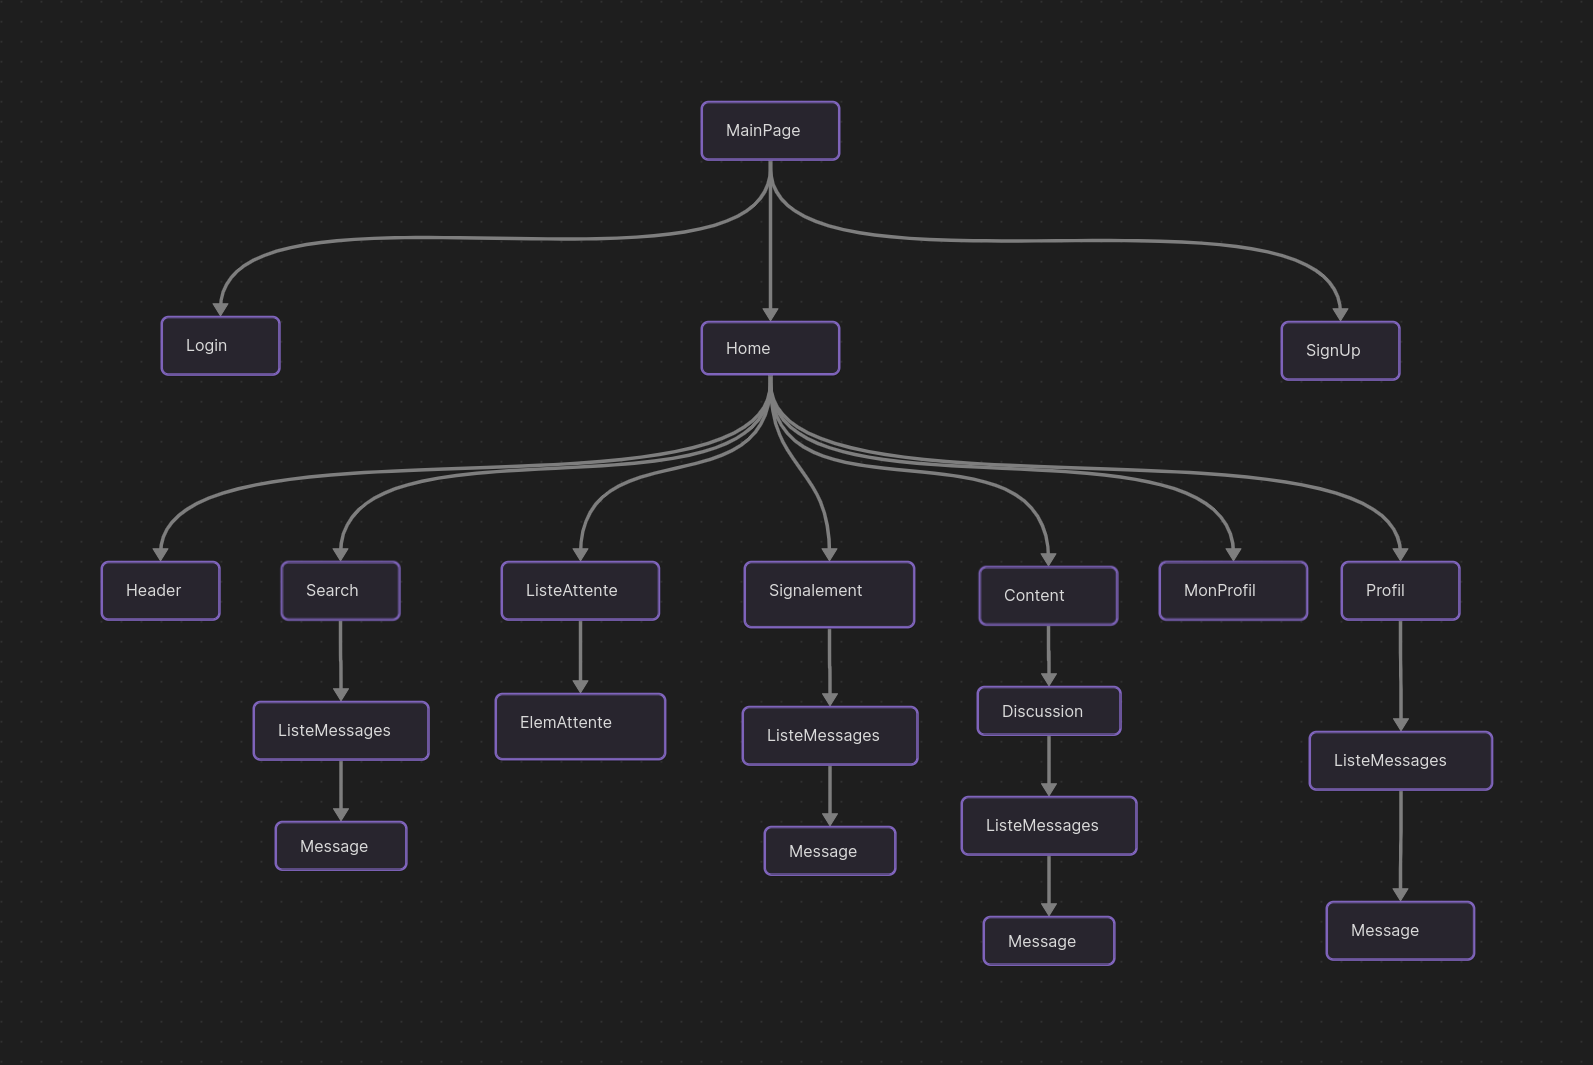 MainPage
Login
Home
SignUp
Header
Search
ListeAttente
Signalement
Content
MonProfil
Profil
ListeMessages
ElemAttente
ListeMessages
Discussion
ListeMessages
Message
Message
ListeMessages
Message
Message